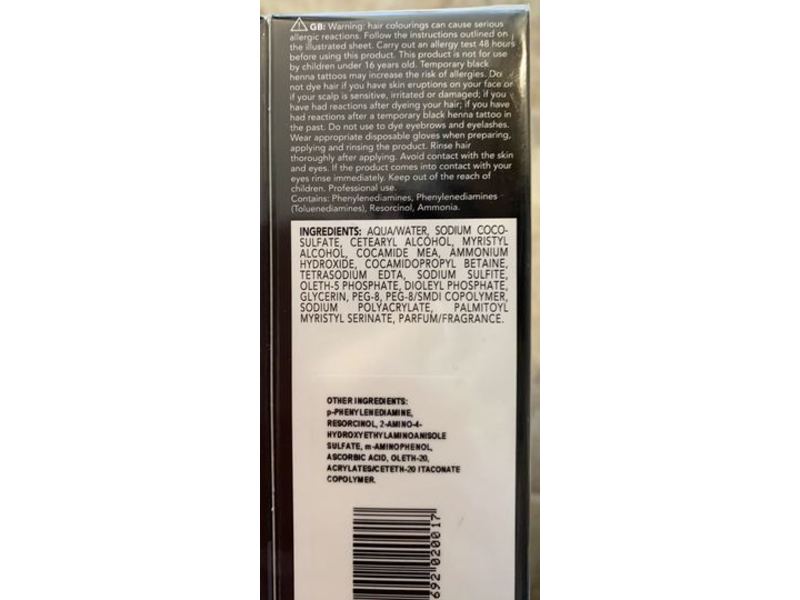 GB: Warning: hair colourings can cause serious
allergic reactions. Follow the instructions outlined on
the illustrated sheet. Carry out an allergy test 48 hours
before using this product. This product is not for use
by children under 16 years old. Temporary black
henna tattoos may increase the risk of allergies. Do
not dye hair if you have skin eruptions on your face or
if your scalp is sensitive, irritated or damaged; if you
have had reactions after dyeing your hair; if you have
had reactions after a temporary black henna tattoo in
the past. Do not use to dye eyebrows and eyelashes.
Wear appropriate disposable gloves when preparing,
applying and rinsing the product. Rinse hair
thoroughly after applying. Avoid contact with the skin
and eyes. If the product comes into contact with your
eyes rinse immediately. Keep out of the reach of
children. Professional use.
Contains: Phenylenediamines, Phenylenediamines
(Toluenediamines), Resorcinol, Ammonia.
INGREDIENTS: AQUA/WATER, SODIUM COCO-
SULFATE, CETEARYL ALCOHOL, MYRISTYL
ALCOHOL, COCAMIDE MEA, AMMONIUM
HYDROXIDE, COCAMIDOPROPYL BETAINE,
TETRASODIUM EDTA, SODIUM SULFITE,
OLETH-5 PHOSPHATE, DIOLEYL PHOSPHATE,
GLYCERIN, PEG-8, PEG-8/SMDI COPOLYMER,
SODIUM POLYACRYLATE, PALMITOYL
MYRISTYL SERINATE, PARFUM/FRAGRANCE.
OTHER INGREDIENTS:
p-PHENYLENEDIAMINE,
RESORCINOL, 2-AMINO-4-
HYDROXYETHYLAMINOANISOLE
SULFATE, m-AMINOPHENOL,
ASCORBIC ACID, OLETH-20,
ACRYLATES/CETETH-20 ITACONATE
COPOLYMER.
692"020017